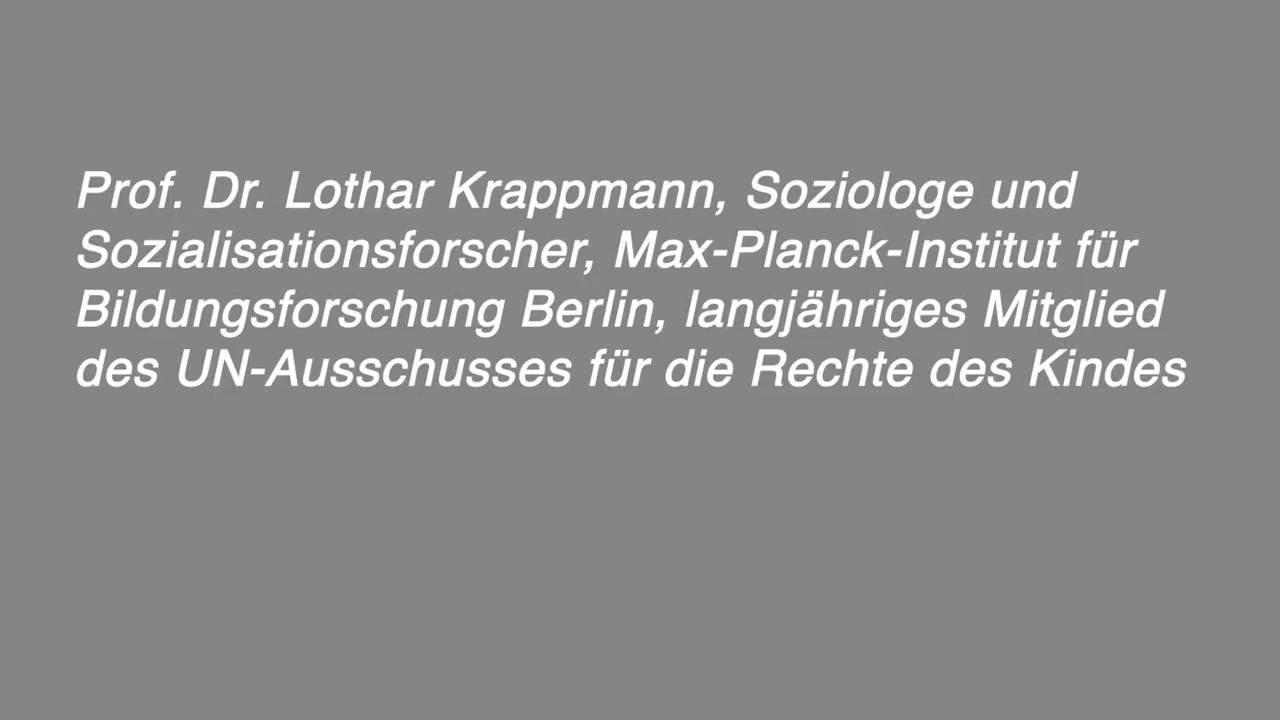 Prof. Dr. Lothar Krappmann, Soziologe und
Sozialisationsforscher, Max-Planck-Institut für
Bildungsforschung Berlin, langjähriges Mitglied
des UN-Ausschusses für die Rechte des Kindes